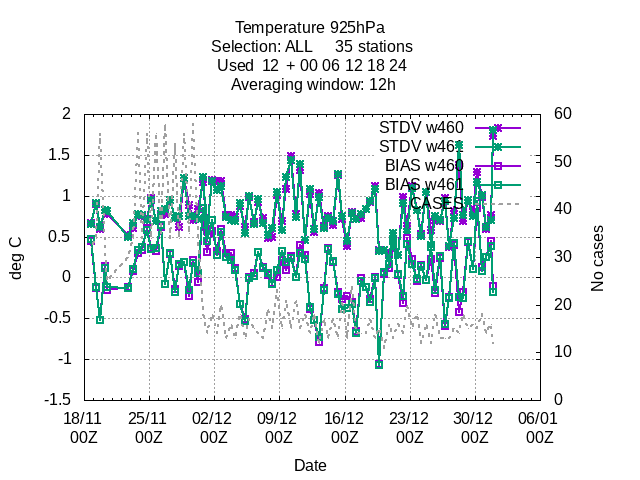 Temperature 925hPa
Selection: ALL 35 stations
Used 12 + 00 06 12 18 24
Averaging window: 12h
2
1.5
1
0.5
0
-0.5
-1
-1.5
deg C
STDV w460
STDV w461
BIAS w460
BIAS w461
CASES
60
50
40
30
20
10
0
No cases
18/11 25/11 02/12 09/12 16/12 23/12 30/12 06/01
00Z 00Z 00Z 00Z 00Z 00Z 00Z 00Z
Date